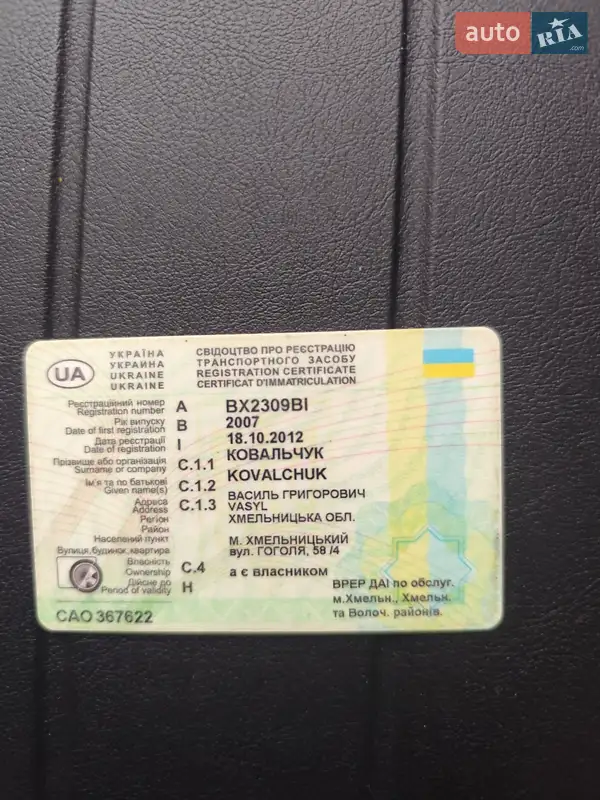 auto RIA .com
УКРАЇНА
УКРАИНА
UKRAINE
UKRAINE
UA
СВІДОЦТВО ПРО РЕЄСТРАЦІЮ
ТРАНСПОРТНОГО ЗАСОБУ
REGISTRATION CERTIFICATE
CERTIFICAT D'IMMATRICULATION
Реєстраційний номер
Registration number A BX2309BI
Рік випуску
Date of first registration B 2007
Дата реєстрації
Date of registration I 18.10.2012
Прізвище або організація
Surname or company C.1.1 КОВАЛЬЧУК
KOVALCHUK
Ім'я та по батькові
Given name(s) C.1.2 ВАСИЛЬ ГРИГОРОВИЧ
VASYL
Адреса
Address C.1.3 ХМЕЛЬНИЦЬКА ОБЛ.
Регіон
Район
Населений пункт М. ХМЕЛЬНИЦЬКИЙ
Вулиця, будинок, квартира вул. ГОГОЛЯ, 58 /4
Власність
Ownership C.4 а є власником
Дійсне до
Period of validity H
ВРЕР ДАІ по обслуг.
м.Хмельн., Хмельн.
та Волоч. районів.
САО 367622